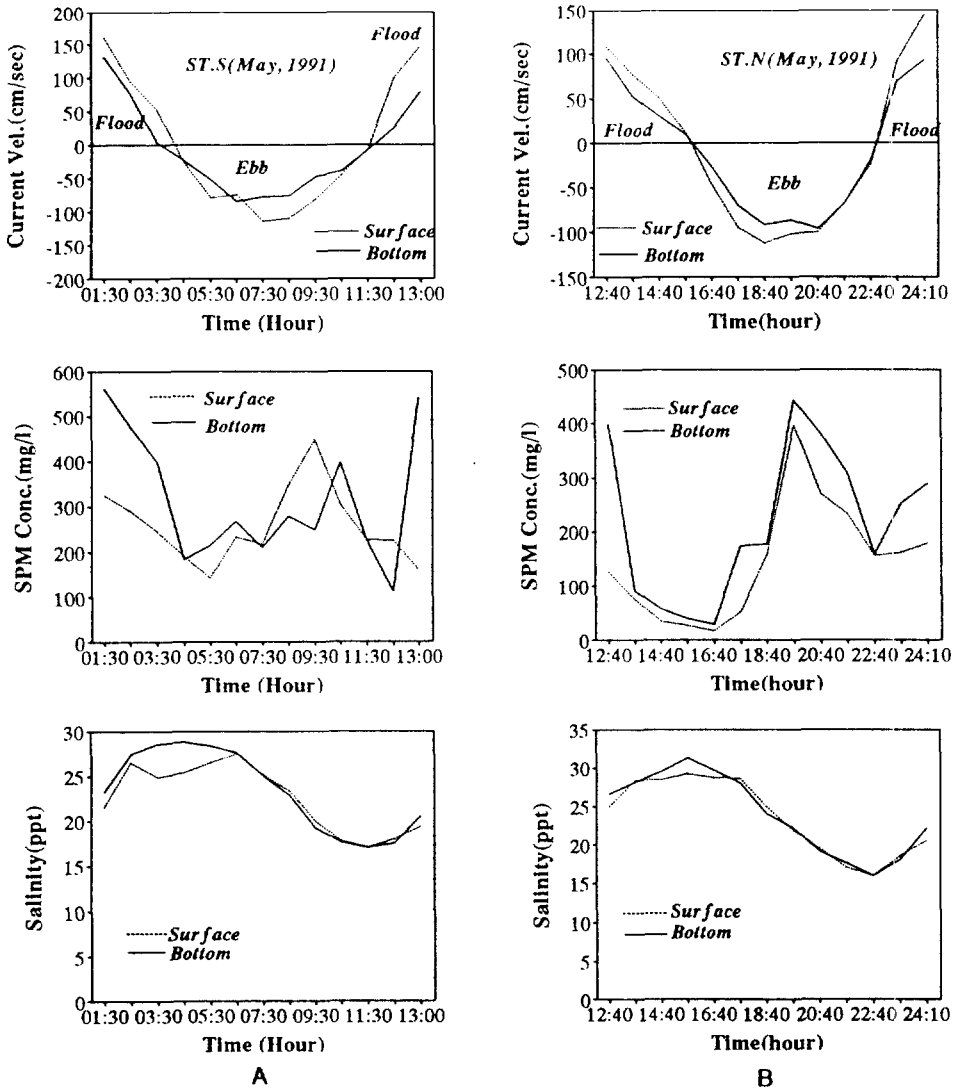 Current Vel.(cm/sec)
200
150
100
50
0
-50
-100
-150
-200
ST.S(May, 1991)
Flood
Flood
Ebb
Surface
Bottom
01:30 03:30 05:30 07:30 09:30 11:30 13:00
Time (Hour)
Current Vel.(cm/sec)
150
100
50
0
-50
-100
-150
ST.N(May, 1991)
Flood
Flood
Ebb
Surface
Bottom
12:40 14:40 16:40 18:40 20:40 22:40 24:10
Time(hour)
SPM Conc.(mg/l)
600
500
400
300
200
100
0
Surface
Bottom
01:30 03:30 05:30 07:30 09:30 11:30 13:00
Time (Hour)
SPM Conc.(mg/l)
500
400
300
200
100
0
Surface
Bottom
12:40 14:40 16:40 18:40 20:40 22:40 24:10
Time(hour)
Salinity(ppt)
30
25
20
15
10
5
0
Surface
Bottom
01:30 03:30 05:30 07:30 09:30 11:30 13:00
Time (Hour)
A
Salinity(ppt)
35
30
25
20
15
10
5
0
Surface
Bottom
12:40 14:40 16:40 18:40 20:40 22:40 24:10
Time(hour)
B